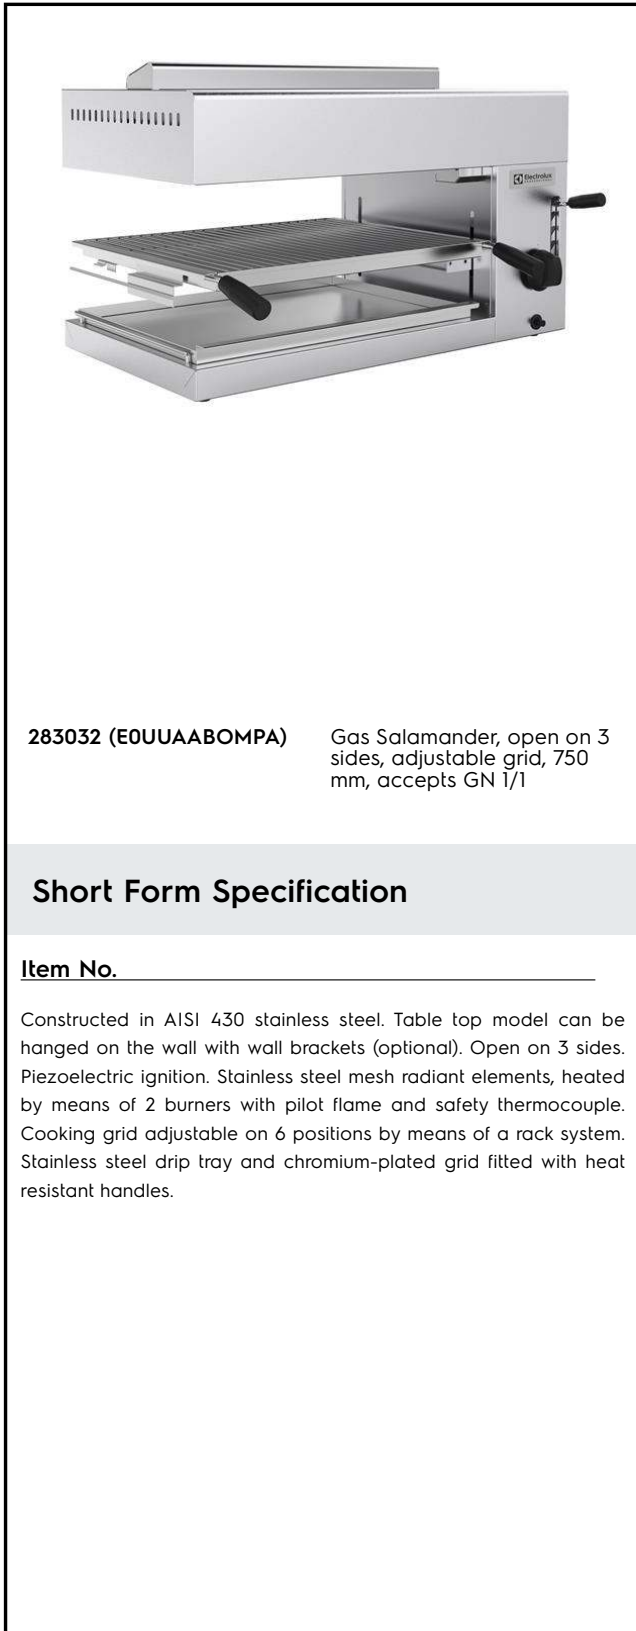 Electrolux
PROFESSIONAL
283032 (E0UUAABOMPA)
Gas Salamander, open on 3
sides, adjustable grid, 750
mm, accepts GN 1/1
Short Form Specification
Item No.
Constructed in AISI 430 stainless steel. Table top model can be
hanged on the wall with wall brackets (optional). Open on 3 sides.
Piezoelectric ignition. Stainless steel mesh radiant elements, heated
by means of 2 burners with pilot flame and safety thermocouple.
Cooking grid adjustable on 6 positions by means of a rack system.
Stainless steel drip tray and chromium-plated grid fitted with heat
resistant handles.